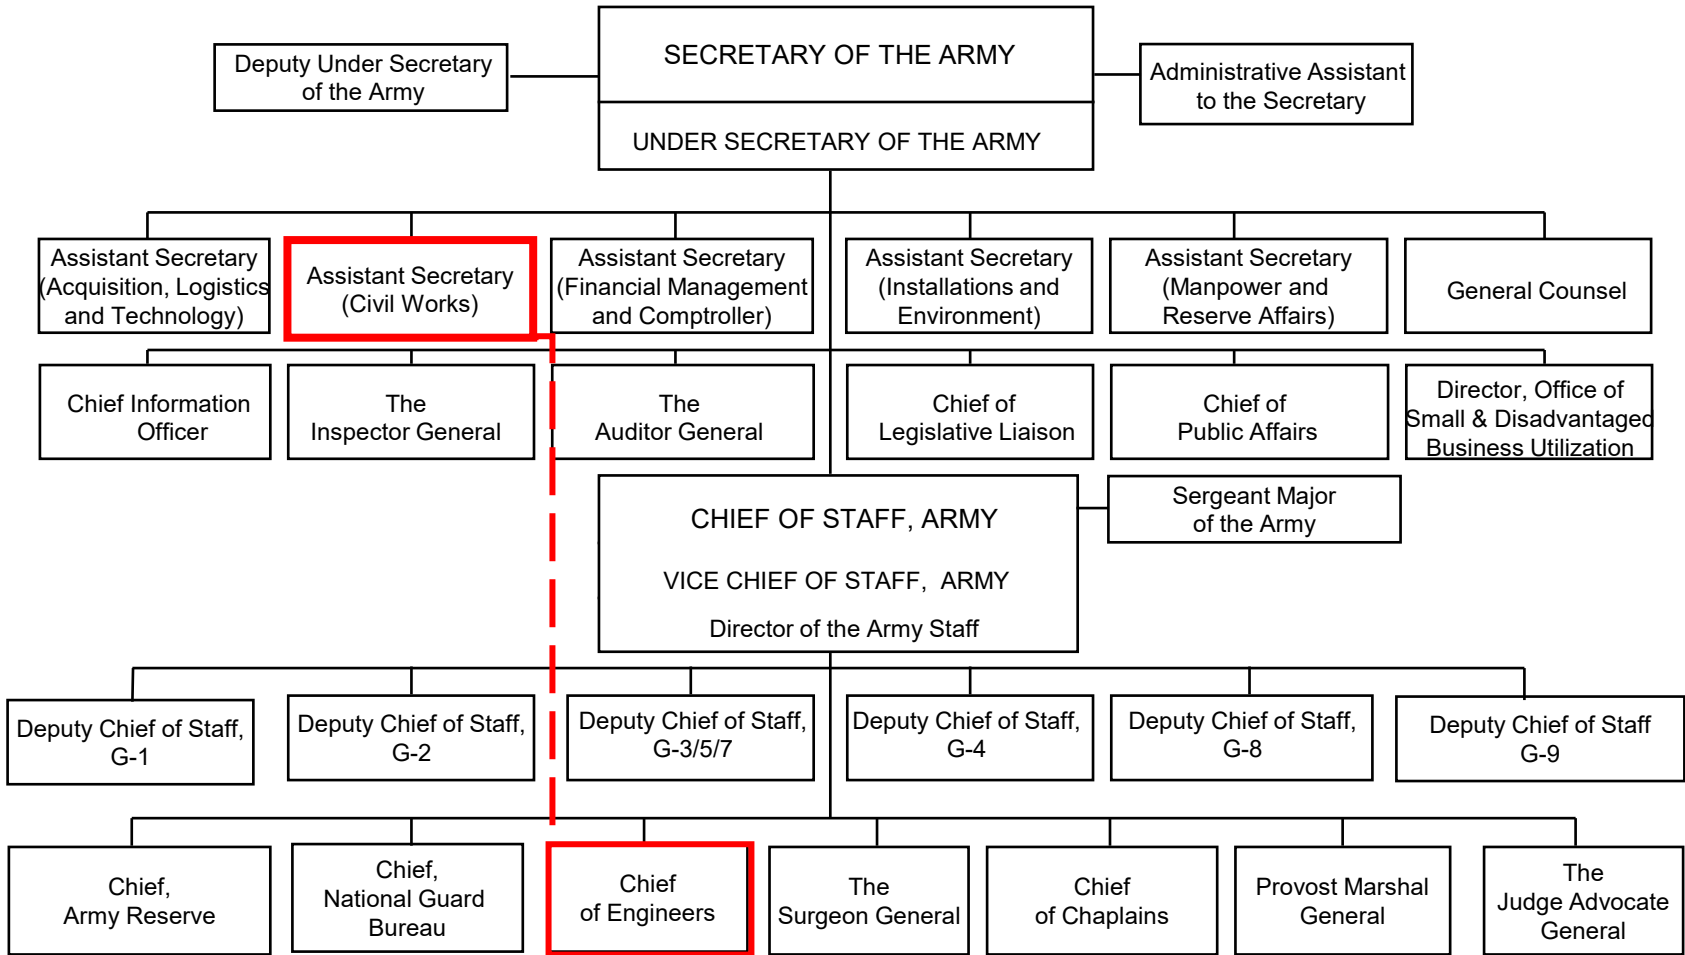 SECRETARY OF THE ARMY
Deputy Under Secretary
of the Army
Administrative Assistant
to the Secretary
UNDER SECRETARY OF THE ARMY
Assistant Secretary
(Acquisition, Logistics
and Technology)
Assistant Secretary
(Civil Works)
Assistant Secretary
(Financial Management
and Comptroller)
Assistant Secretary
(Installations and
Environment)
Assistant Secretary
(Manpower and
Reserve Affairs)
General Counsel
Chief Information
Officer
The
Inspector General
The
Auditor General
Chief of
Legislative Liaison
Chief of
Public Affairs
Director, Office of
Small & Disadvantaged
Business Utilization
CHIEF OF STAFF, ARMY
VICE CHIEF OF STAFF, ARMY
Director of the Army Staff
Sergeant Major
of the Army
Deputy Chief of Staff,
G-1
Deputy Chief of Staff,
G-2
Deputy Chief of Staff,
G-3/5/7
Deputy Chief of Staff,
G-4
Deputy Chief of Staff,
G-8
Deputy Chief of Staff
G-9
Chief,
Army Reserve
Chief,
National Guard
Bureau
Chief
of Engineers
The
Surgeon General
Chief
of Chaplains
Provost Marshal
General
The
Judge Advocate
General